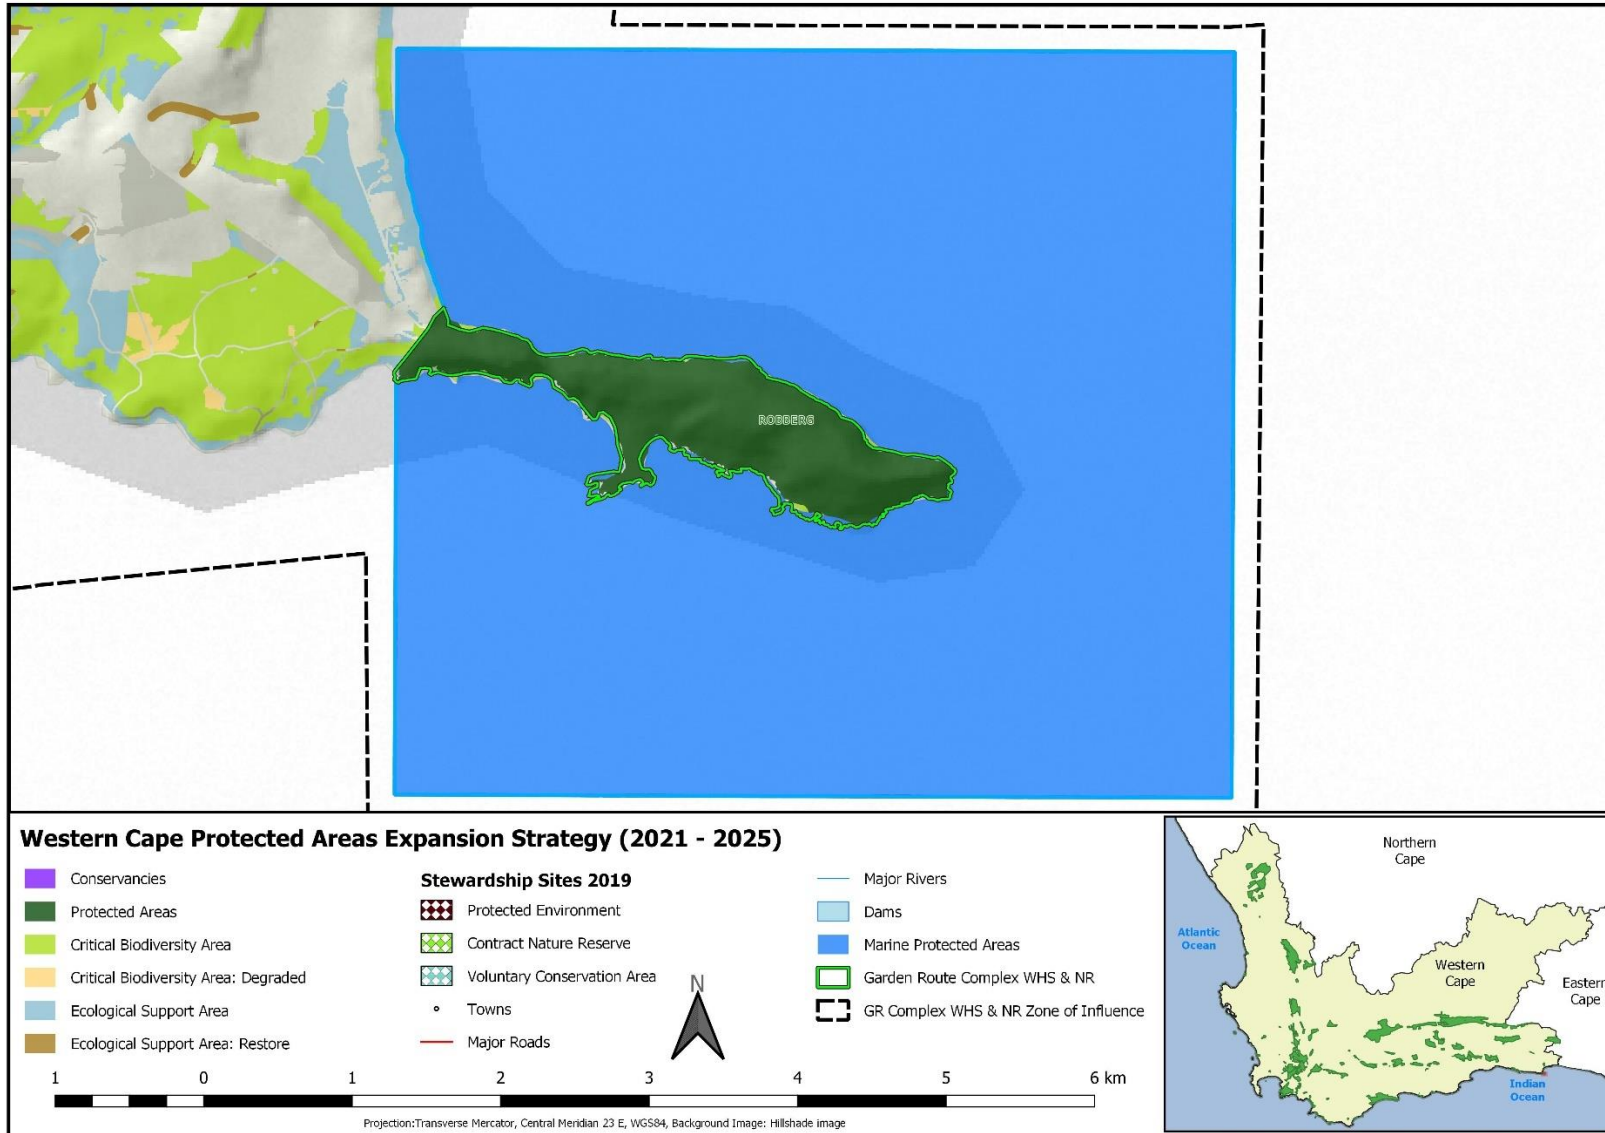 ROBBERG
Western Cape Protected Areas Expansion Strategy (2021 - 2025)
Conservancies
Protected Areas
Critical Biodiversity Area
Critical Biodiversity Area: Degraded
Ecological Support Area
Ecological Support Area: Restore
Stewardship Sites 2019
Protected Environment
Contract Nature Reserve
Voluntary Conservation Area
Towns
Major Roads
N
Major Rivers
Dams
Marine Protected Areas
Garden Route Complex WHS & NR
GR Complex WHS & NR Zone of Influence
1 0 1 2 3 4 5 6 km
Projection:Transverse Mercator, Central Meridian 23 E, WGS84, Background Image: Hillshade image
Northern
Cape
Atlantic
Ocean
Western
Cape
Eastern
Cape
Indian
Ocean